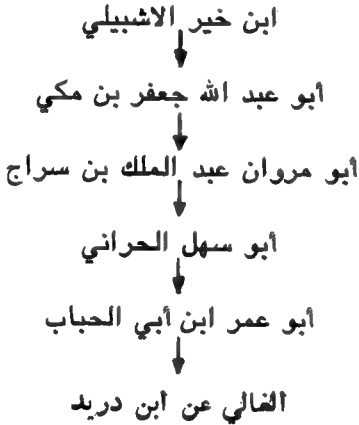 ابن خير الاشبيلي
أبو عبد الله جعفر بن مكي
أبو مروان عبد الملك بن سراج
أبو سهل الحراني
أبو عمر ابن أبي الحباب
القالي عن ابن دريد